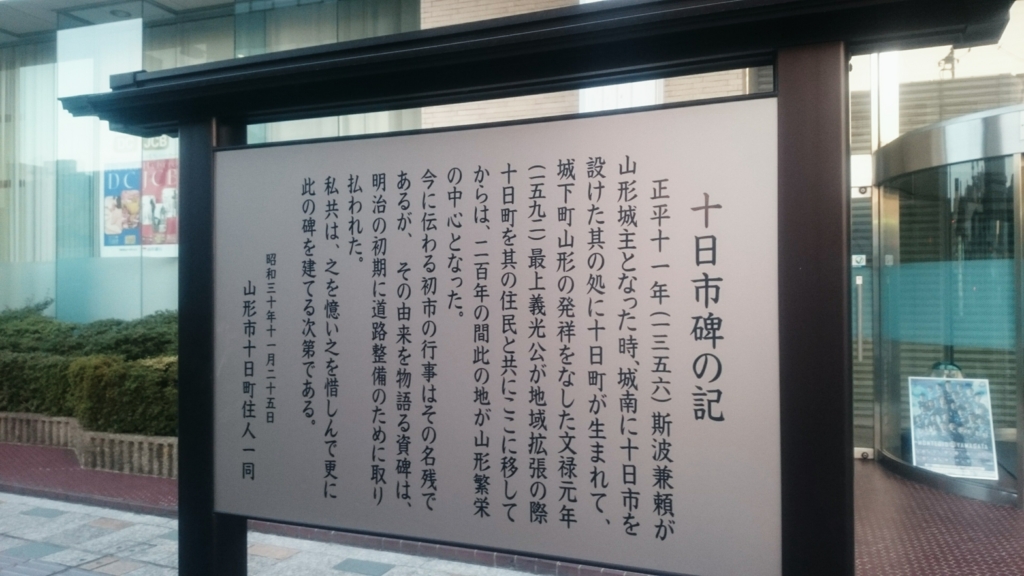 十日市碑の記
正平十一年(一三五六)斯波兼頼が
山形城主となった時、城南に十日市を
設けた其の処に十日町が生まれて、
城下町山形の発祥をなした文禄元年
(一五九二)最上義光公が地域拡張の際
十日町を其の住民と共にここに移して
からは、二百年の間此の地が山形繁栄
の中心となった。
今に伝わる初市の行事はその名残で
あるが、その由来を物語る資碑は、
明治の初期に道路整備のために取り
払われた。
私共は、之を憶い之を惜しんで更に
此の碑を建てる次第である。
昭和三十年十一月二十五日
山形市十日町住人一同
DC
JCB